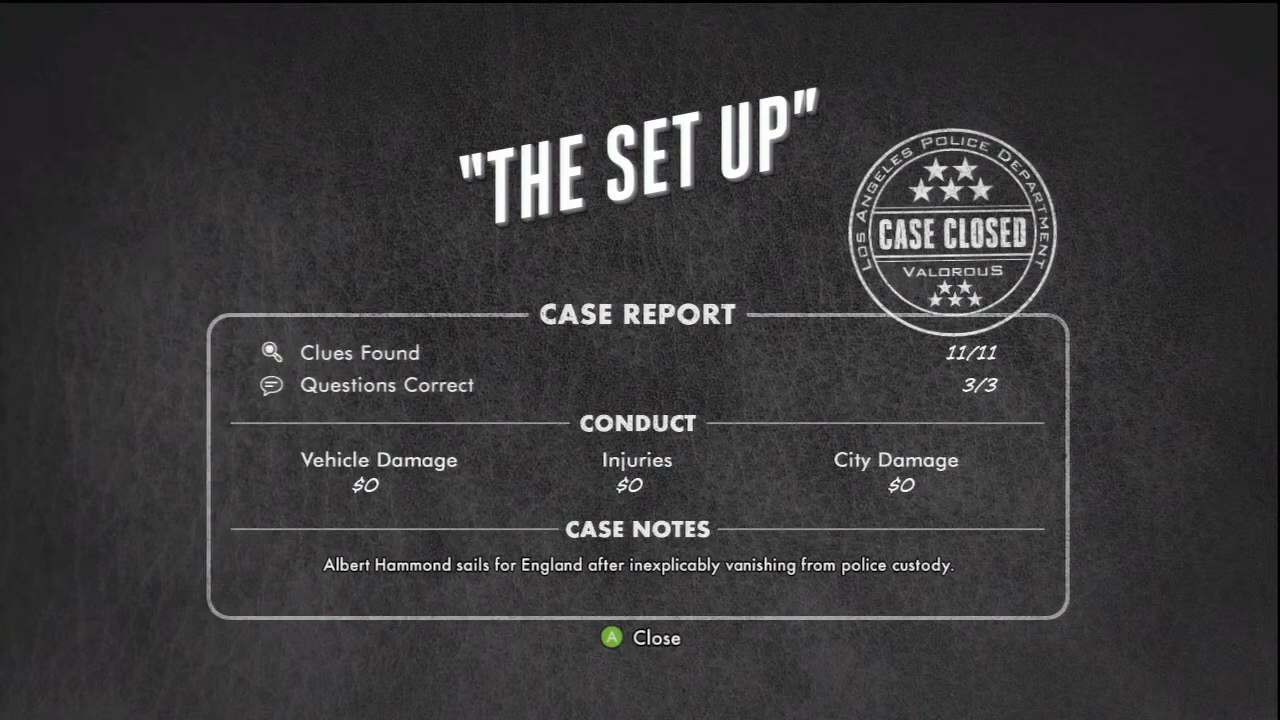 "THE SET UP"
LOS ANGELES POLICE DEPARTMENT
CASE CLOSED
VALOROUS
CASE REPORT
Clues Found 11/11
Questions Correct 3/3
CONDUCT
Vehicle Damage Injuries City Damage
$0 $0 $0
CASE NOTES
Albert Hammond sails for England after inexplicably vanishing from police custody.
A Close